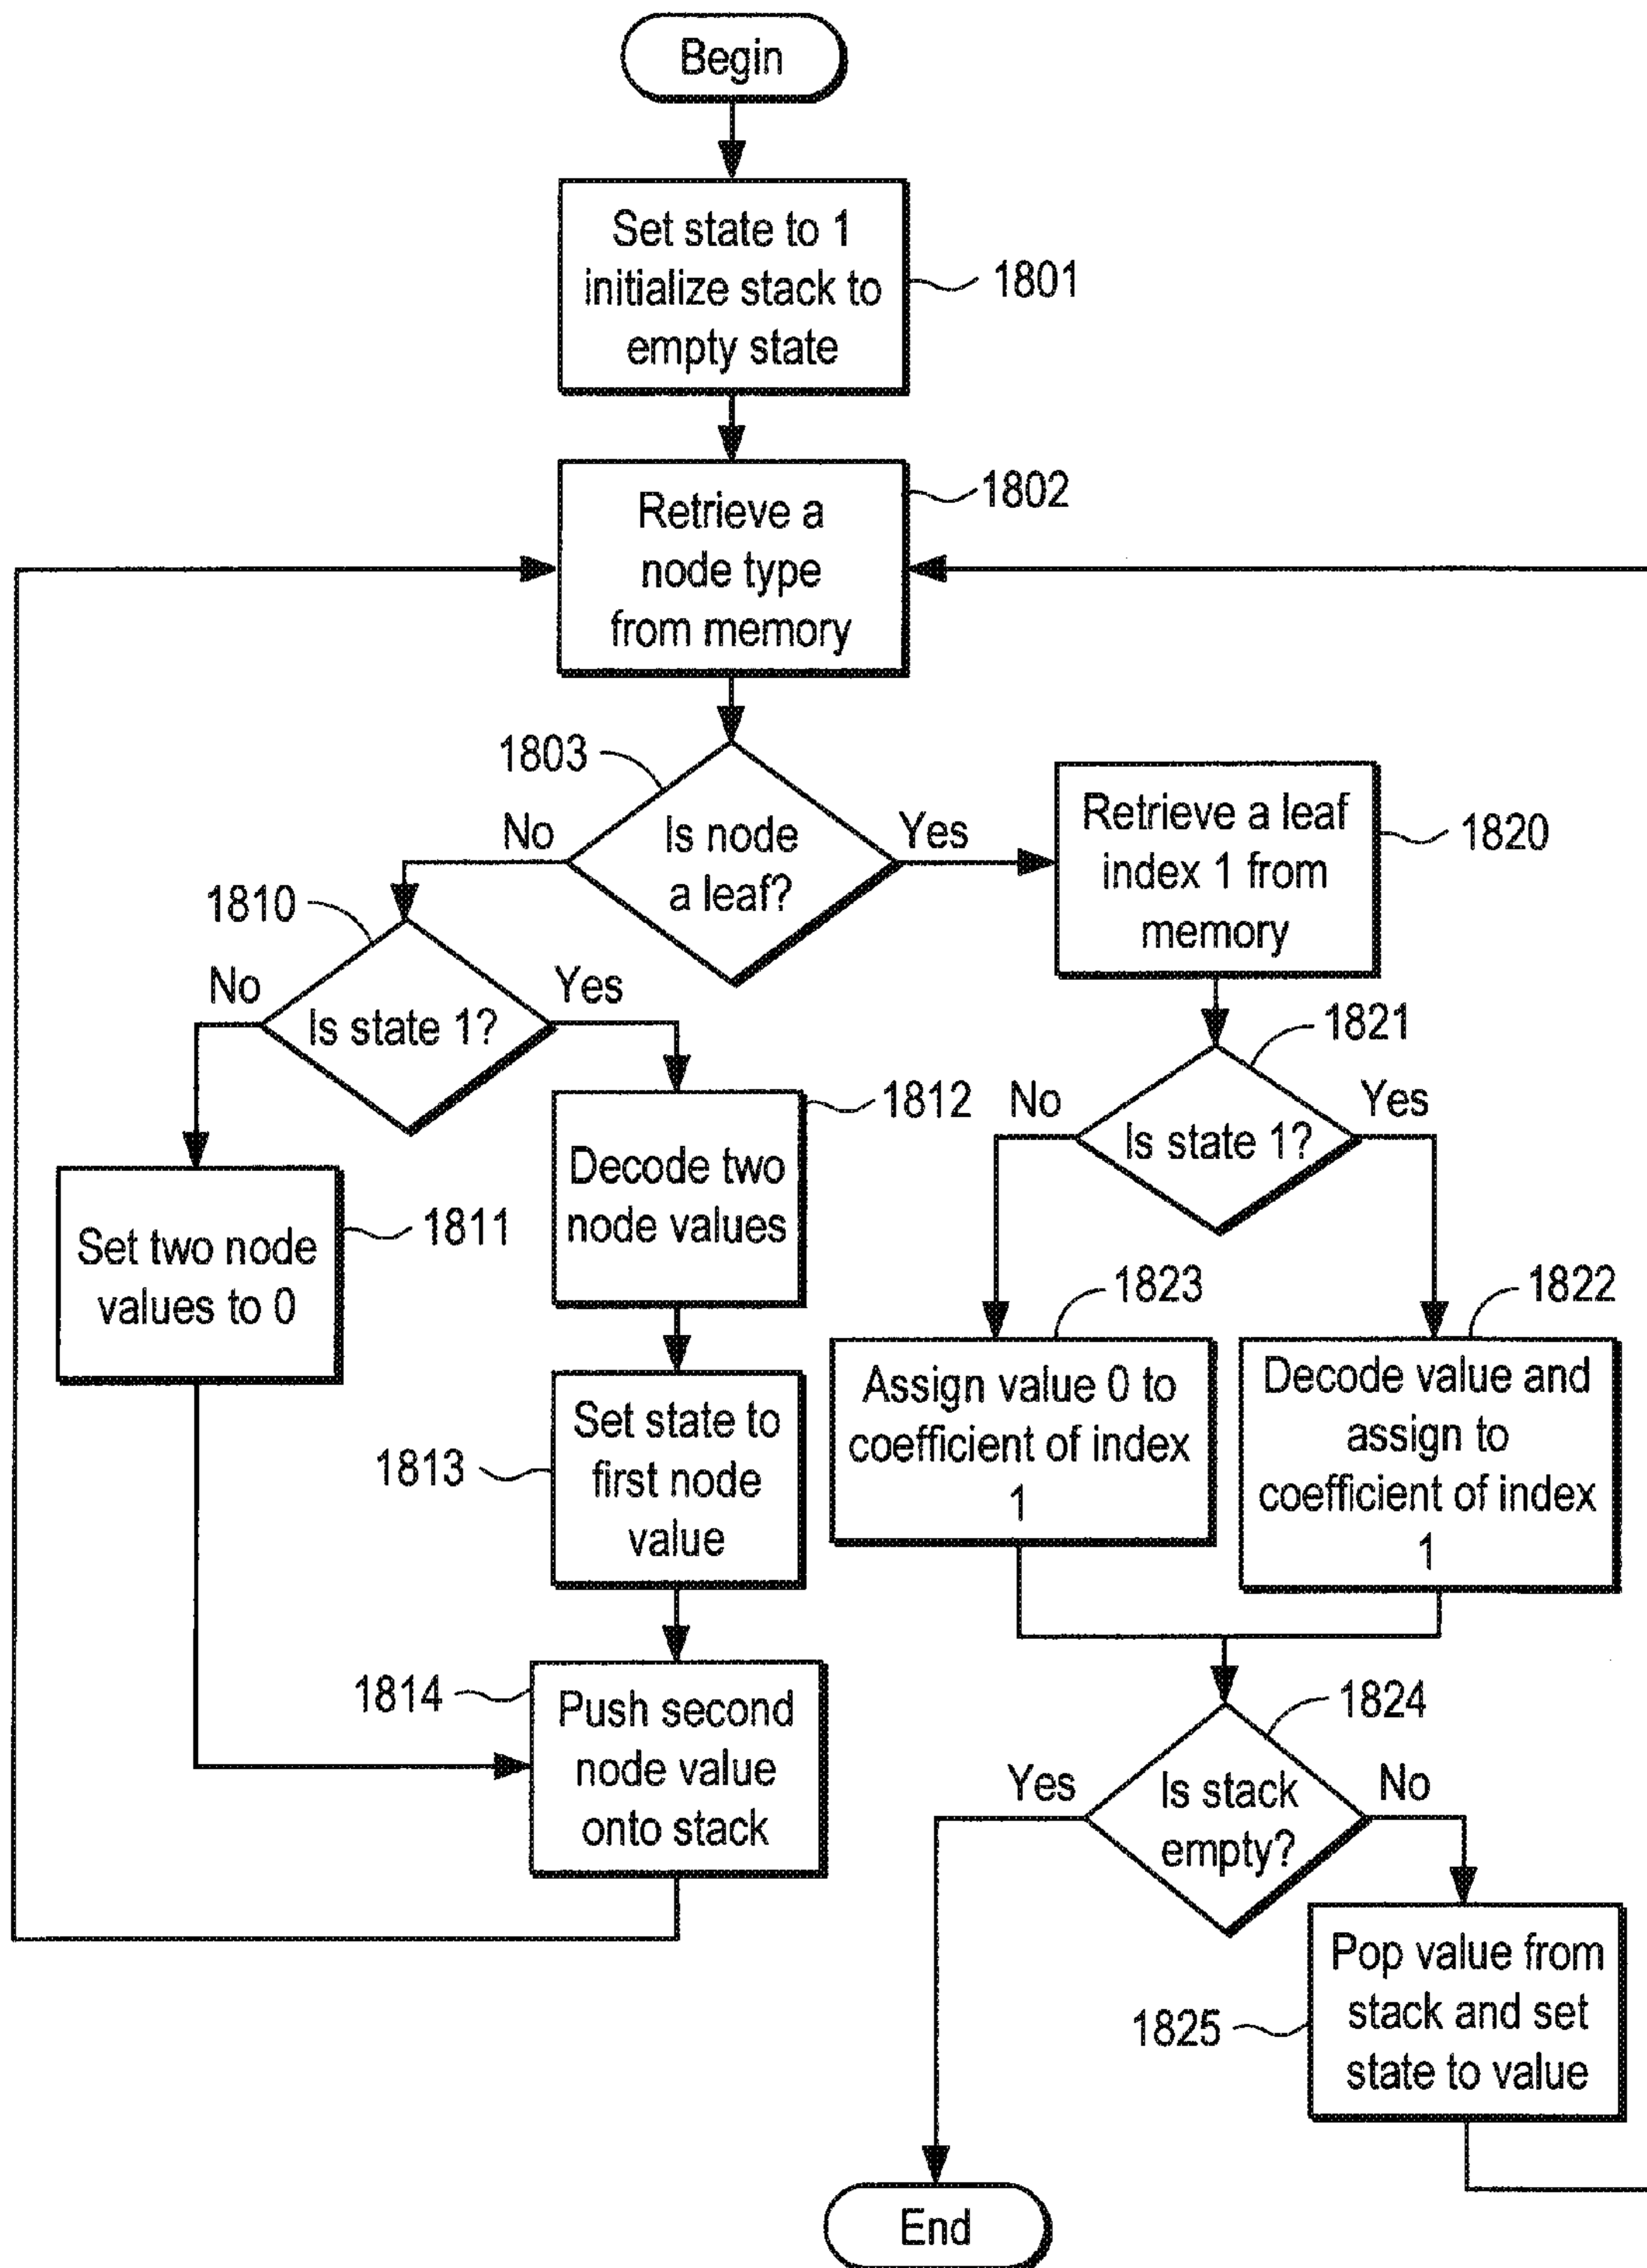 Begin
Set state to 1
initialize stack to
empty state
1801
Retrieve a
node type
from memory
1802
1803
No
Is node
a leaf?
Yes
Retrieve a leaf
index 1 from
memory
1820
1810
No
Is state 1?
Yes
1821
No
Is state 1?
Yes
1812
Decode two
node values
Set two node
values to 0
1811
1823
1822
Assign value 0 to
coefficient of index
1
Decode value and
assign to
coefficient of index
1
Set state to
first node
value
1813
1814
Push second
node value
onto stack
1824
Yes
Is stack
empty?
No
Pop value from
stack and set
state to value
1825
End